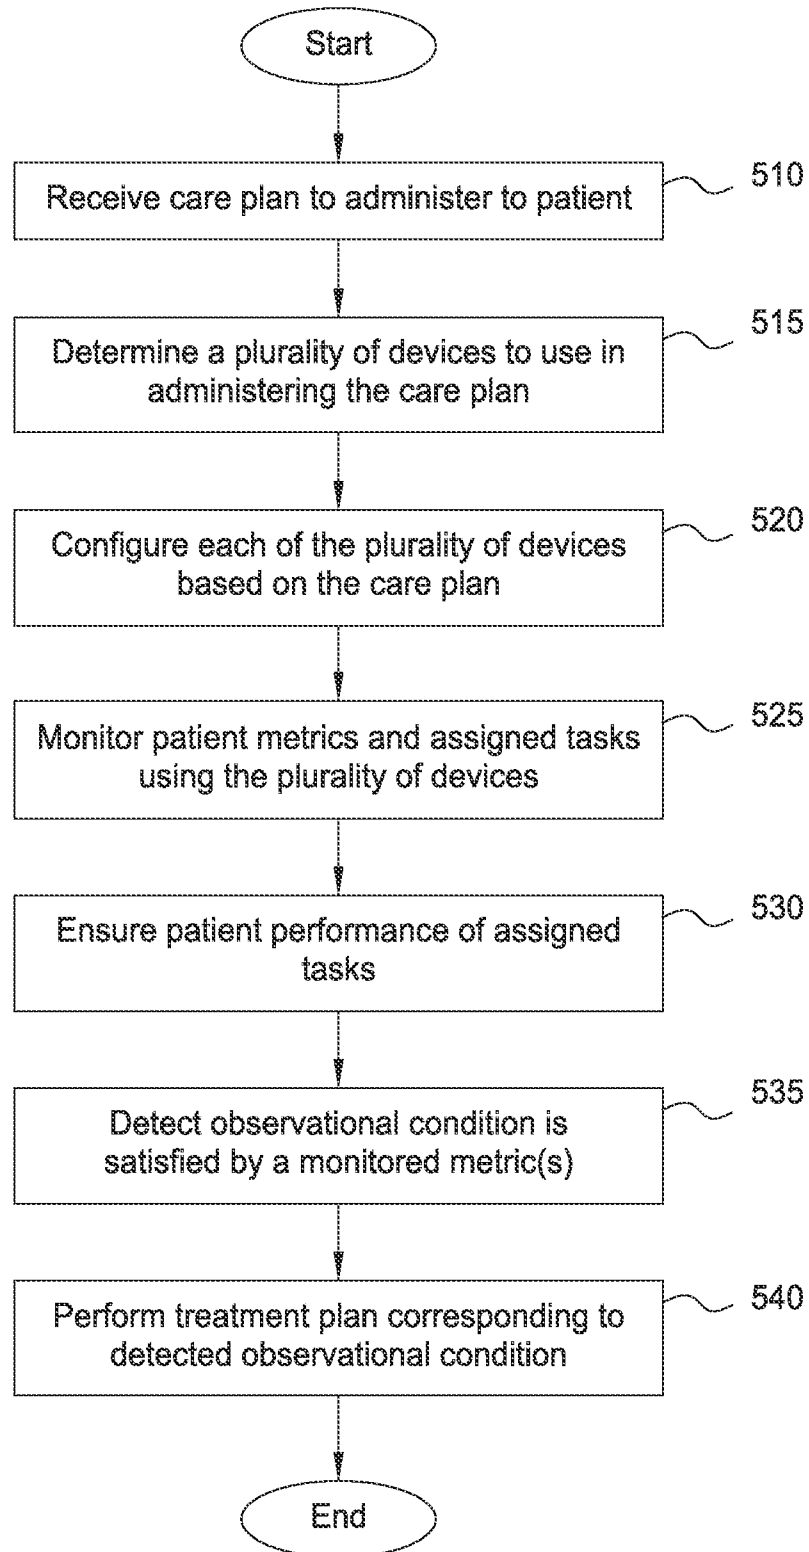 Start
Receive care plan to administer to patient
510
Determine a plurality of devices to use in
administering the care plan
515
Configure each of the plurality of devices
based on the care plan
520
Monitor patient metrics and assigned tasks
using the plurality of devices
525
Ensure patient performance of assigned
tasks
530
Detect observational condition is
satisfied by a monitored metric(s)
535
Perform treatment plan corresponding to
detected observational condition
540
End